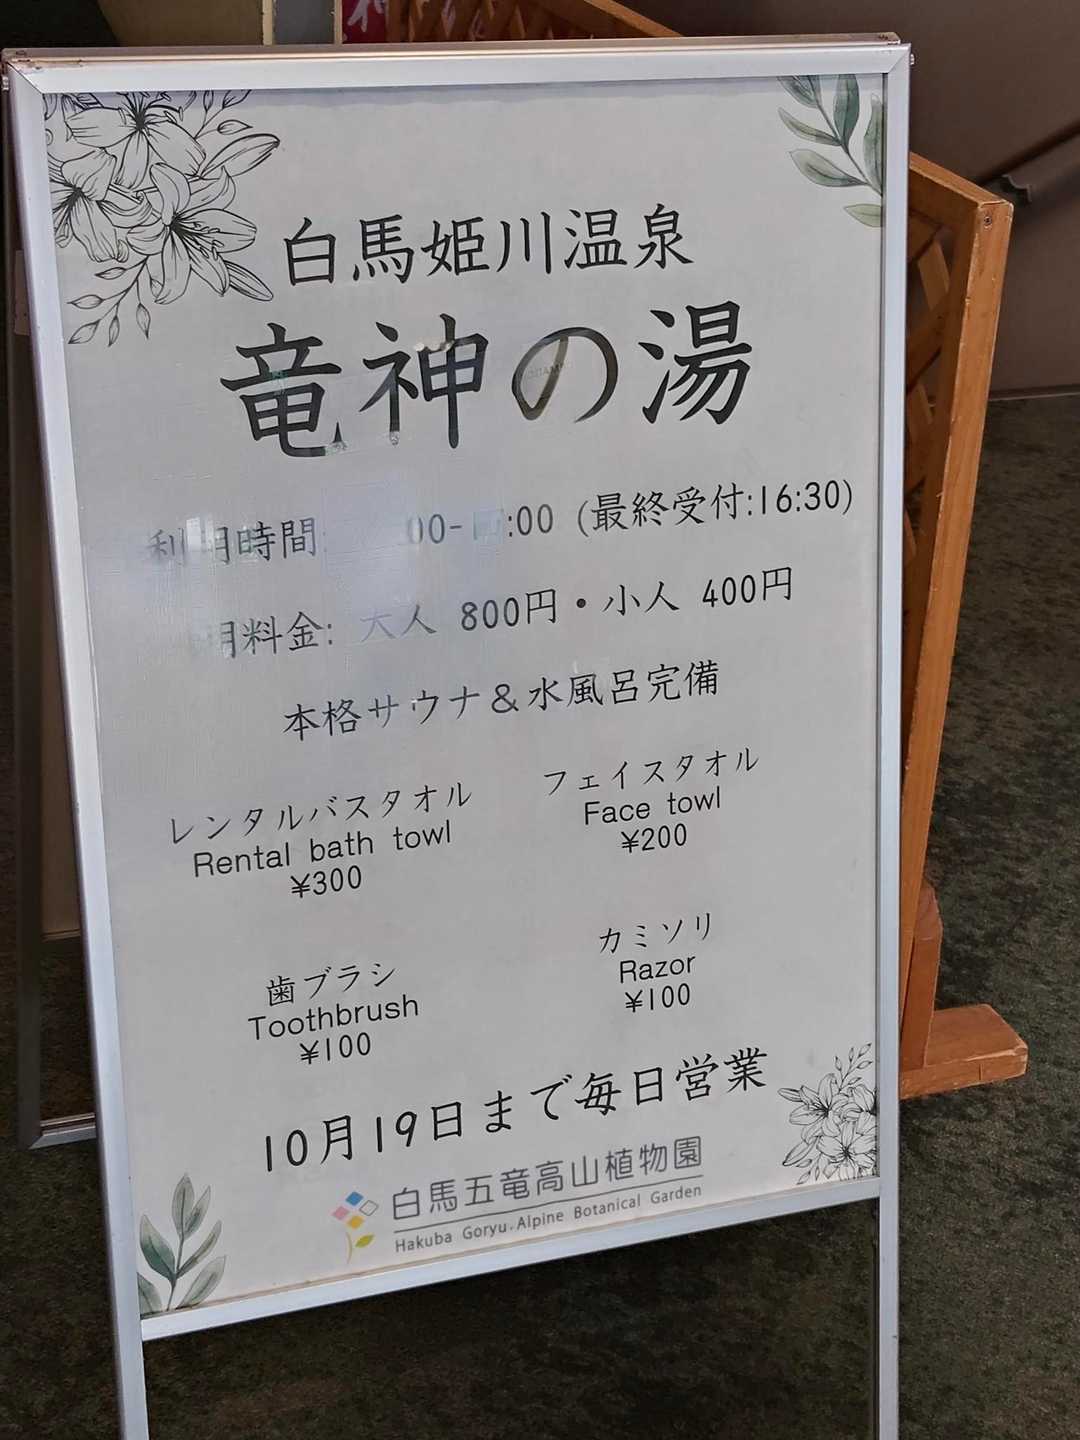 白馬姫川温泉
竜神の湯
利用時間: 00- :00 (最終受付:16:30)
用料金: 大人 800円・小人 400円
本格サウナ&水風呂完備
レンタルバスタオル
Rental bath towl
¥300
フェイスタオル
Face towl
¥200
歯ブラシ
Toothbrush
¥100
カミソリ
Razor
¥100
10月19日まで毎日営業
白馬五竜高山植物園
Hakuba Goryu. Alpine Botanical Garden